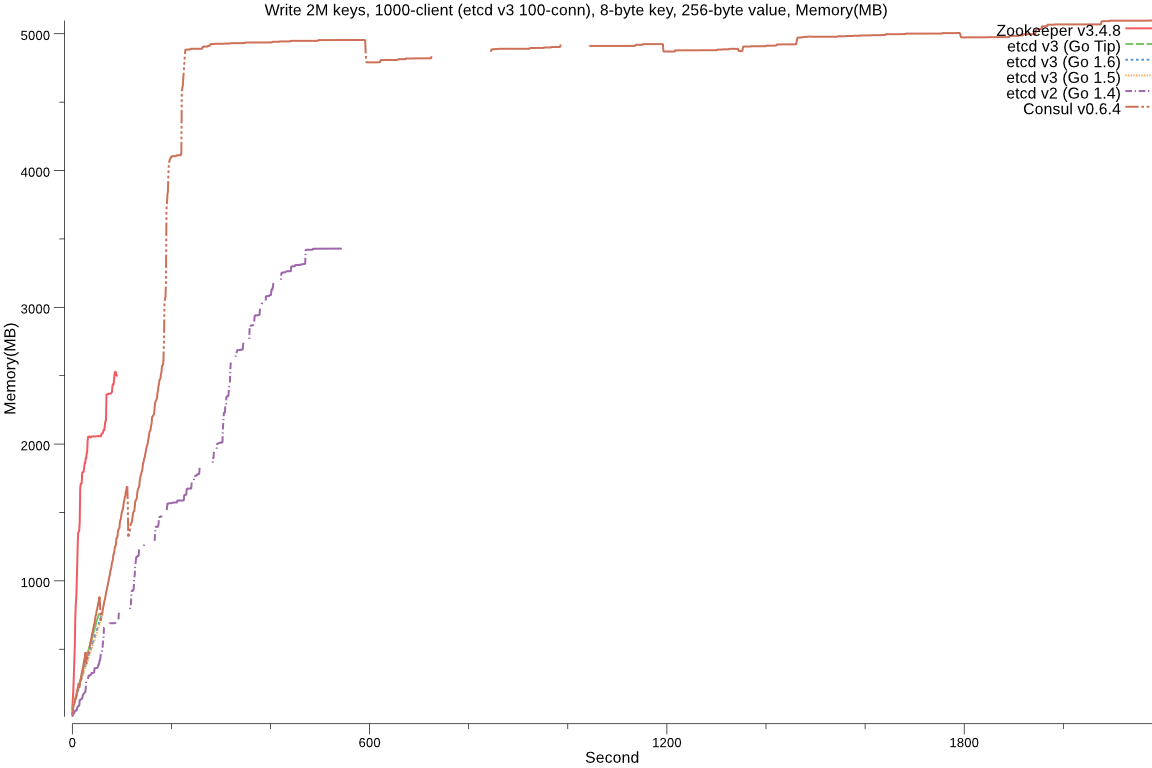 Write 2M keys, 1000-client (etcd v3 100-conn), 8-byte key, 256-byte value, Memory(MB)
Zookeeper v3.4.8
etcd v3 (Go Tip)
etcd v3 (Go 1.6)
etcd v3 (Go 1.5)
etcd v2 (Go 1.4)
Consul v0.6.4
5000
4000
3000
2000
1000
Memory(MB)
0 600 1200 1800
Second